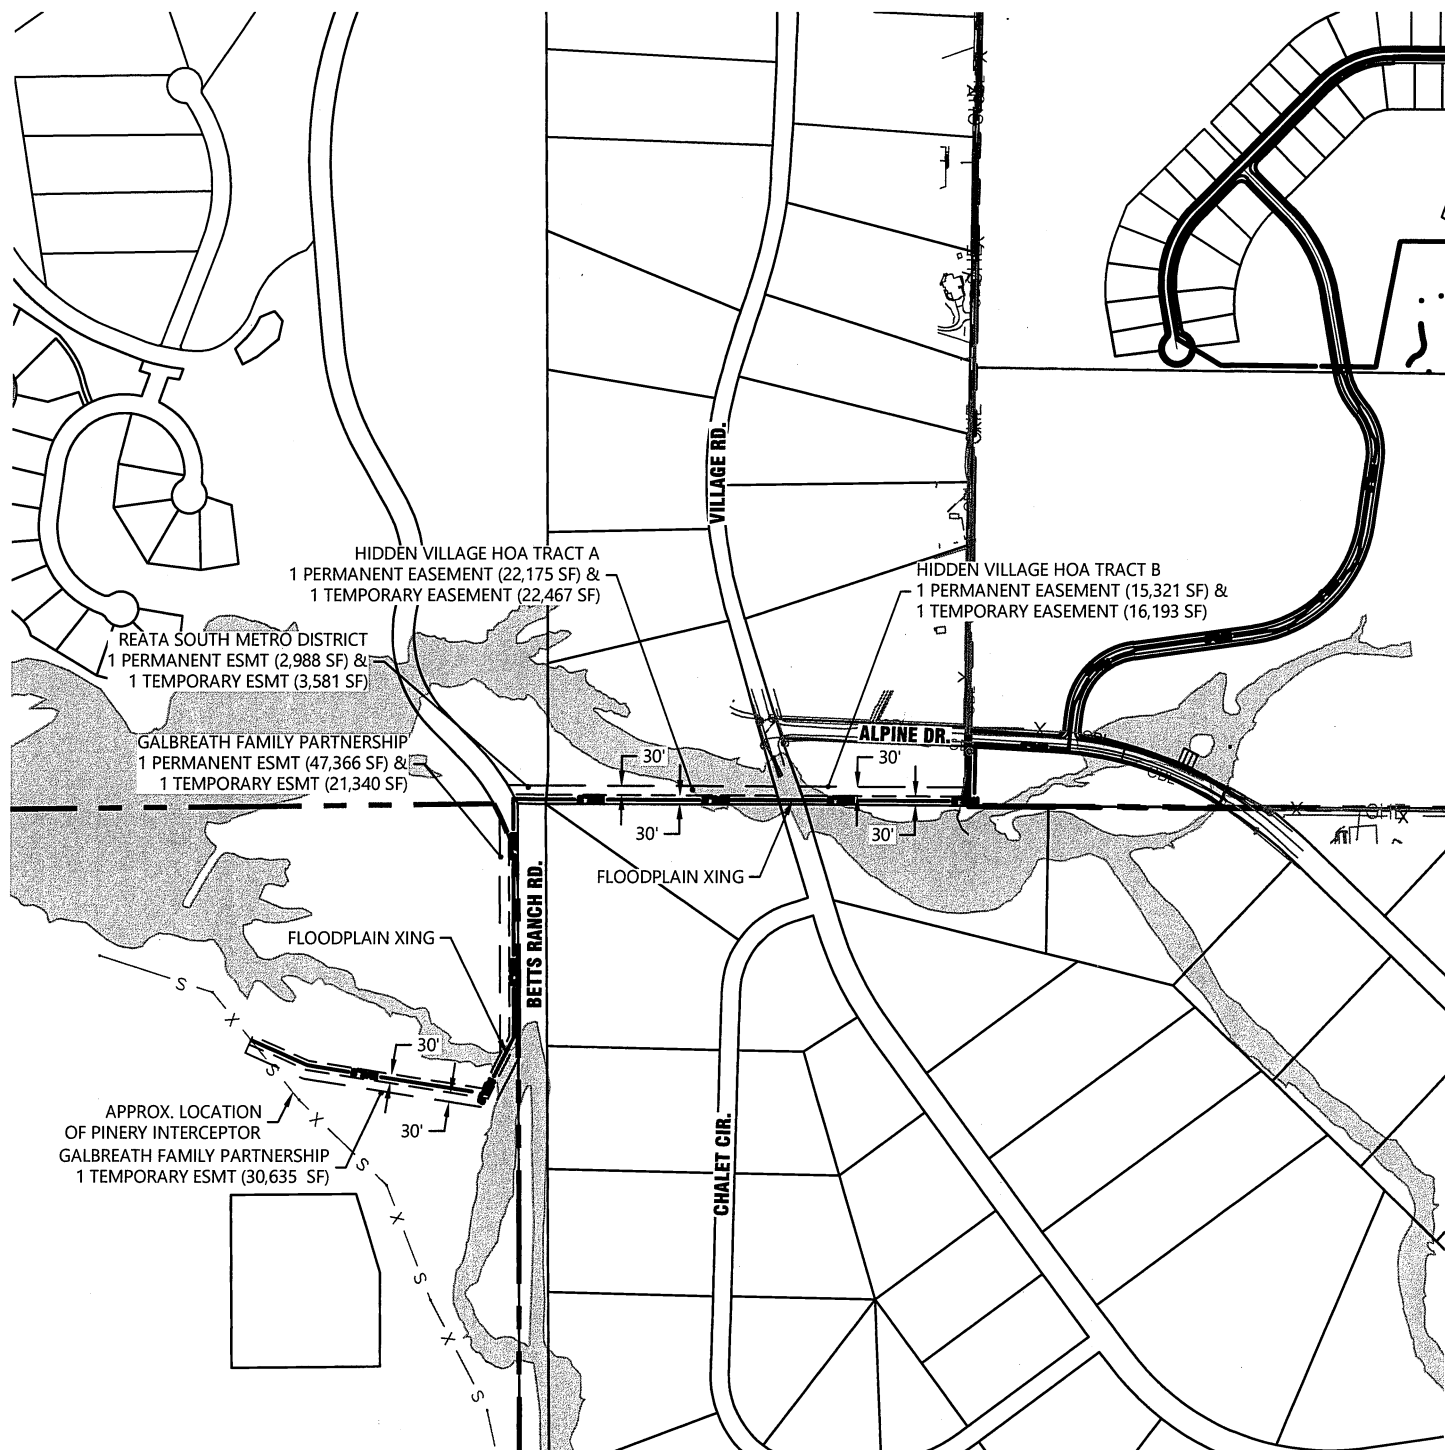 VILLAGE RD.
HIDDEN VILLAGE HOA TRACT A
1 PERMANENT EASEMENT (22,175 SF) &
1 TEMPORARY EASEMENT (22,467 SF)
HIDDEN VILLAGE HOA TRACT B
1 PERMANENT EASEMENT (15,321 SF) &
1 TEMPORARY EASEMENT (16,193 SF)
REATA SOUTH METRO DISTRICT
1 PERMANENT ESMT (2,988 SF) &
1 TEMPORARY ESMT (3,581 SF)
GALBREATH FAMILY PARTNERSHIP
1 PERMANENT ESMT (47,366 SF) &
1 TEMPORARY ESMT (21,340 SF)
ALPINE DR.
30'
30'
30'
30'
FLOODPLAIN XING
BETTS RANCH RD.
FLOODPLAIN XING
S
X
S
X
S
X
S
X
S
30'
30'
APPROX. LOCATION
OF PINERY INTERCEPTOR
GALBREATH FAMILY PARTNERSHIP
1 TEMPORARY ESMT (30,635 SF)
CHALET CIR.